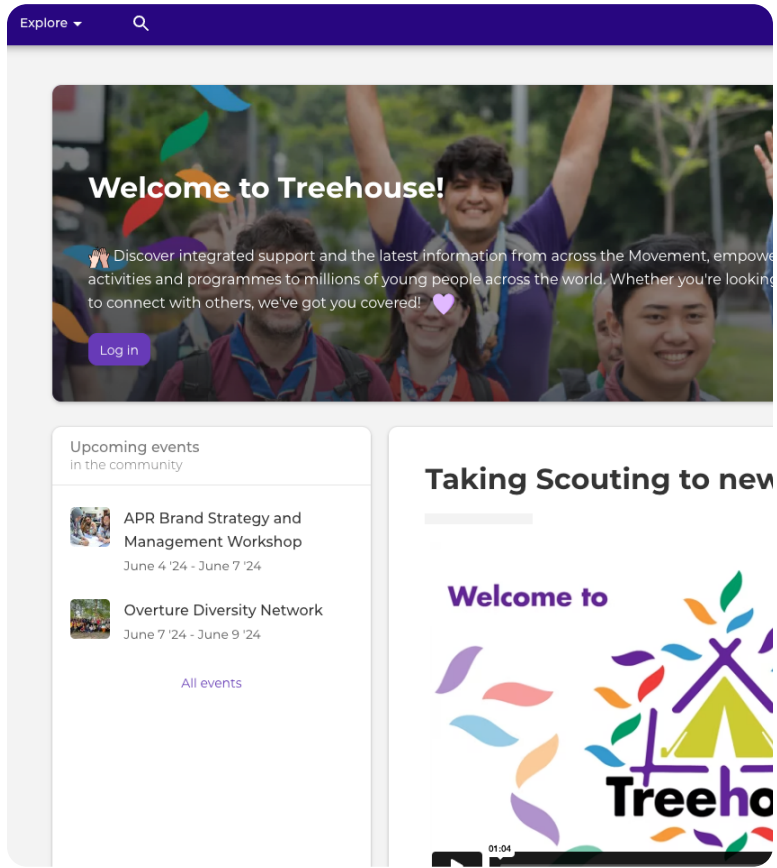 Explore
Welcome to Treehouse!
🙌🏻 Discover integrated support and the latest information from across the Movement, empowe
activities and programmes to millions of young people across the world. Whether you're looking
to connect with others, we've got you covered! 💜
Log in
Upcoming events
in the community
APR Brand Strategy and
Management Workshop
June 4 '24 - June 7 '24
Overture Diversity Network
June 7 '24 - June 9 '24
All events
Taking Scouting to new
Welcome to
Treeho
01:04